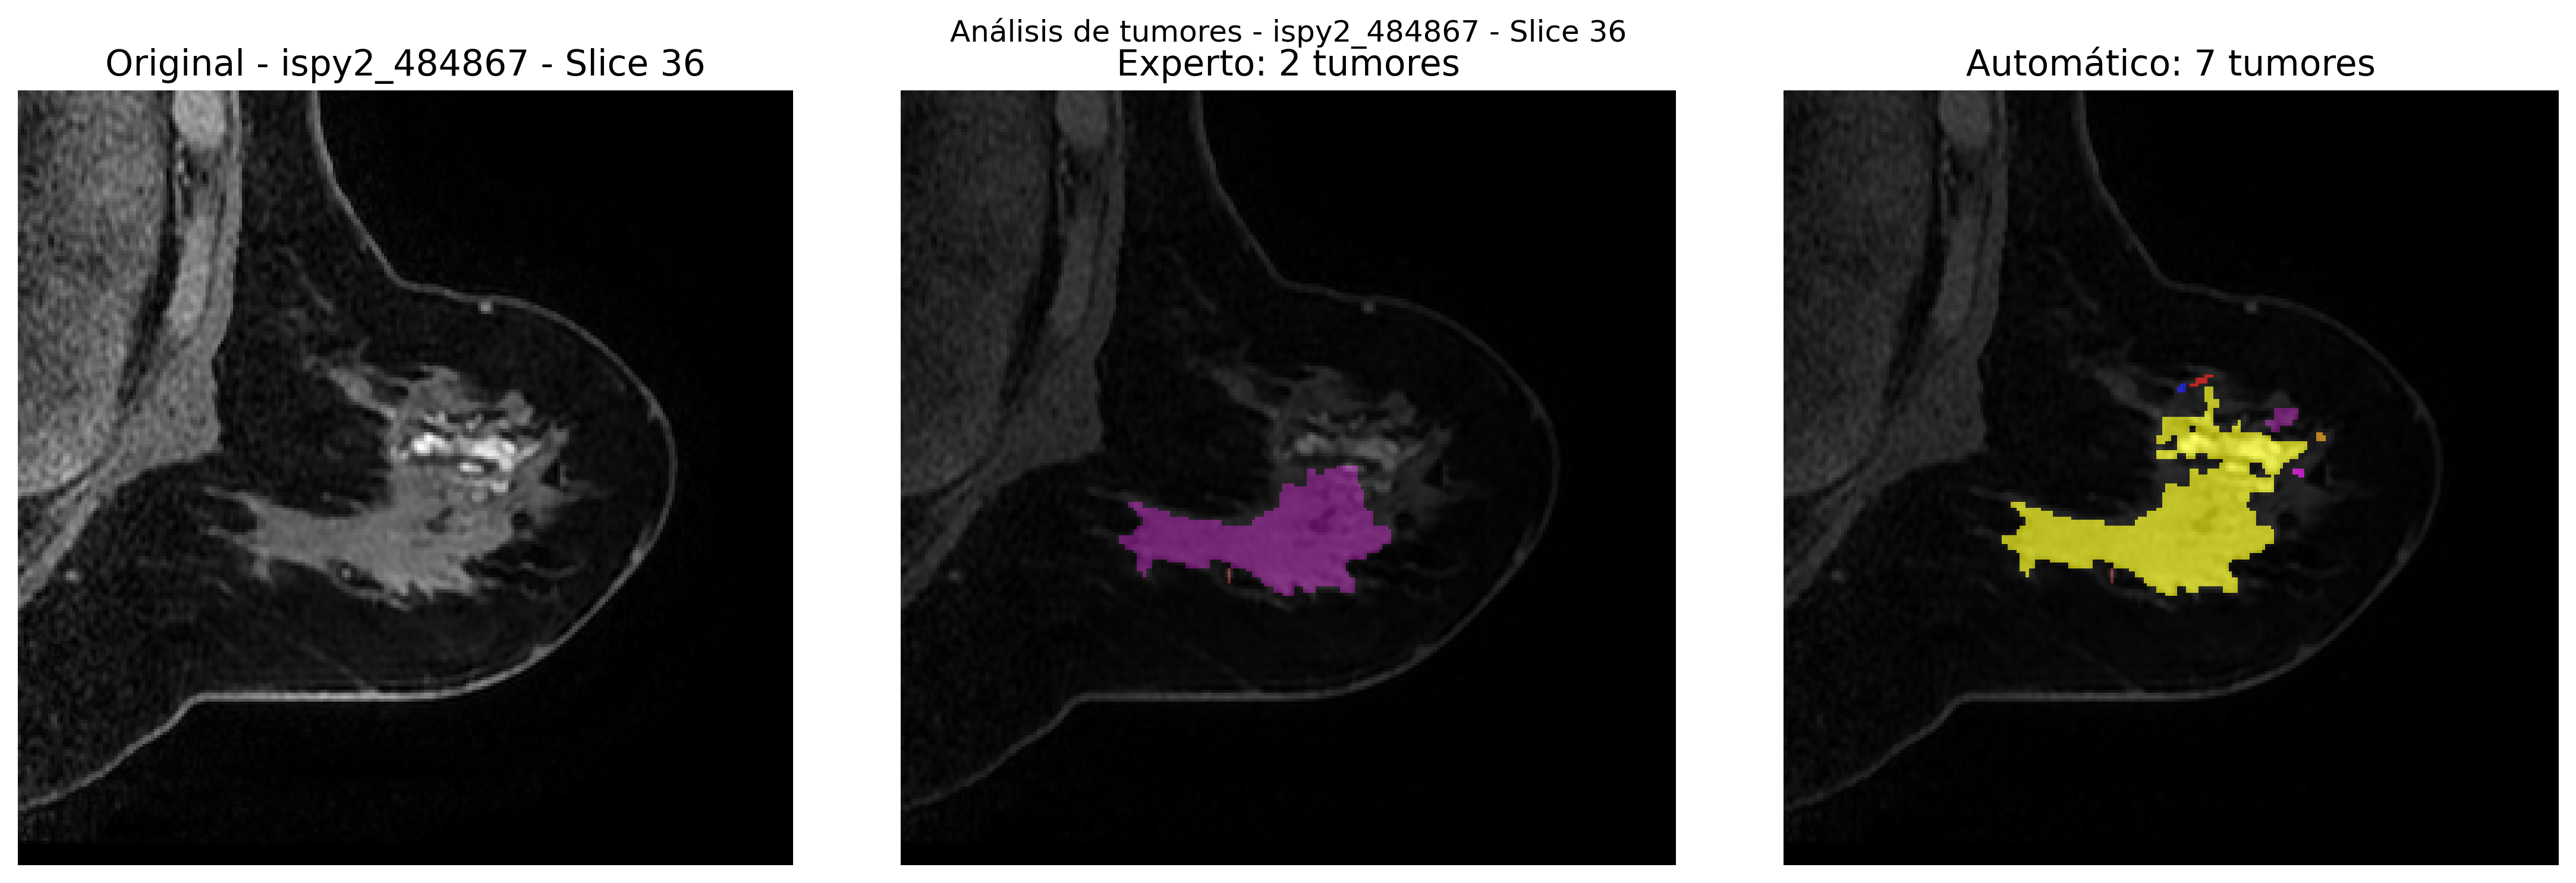 Análisis de tumores - ispy2_484867 - Slice 36
Original - ispy2_484867 - Slice 36
Experto: 2 tumores
Automático: 7 tumores